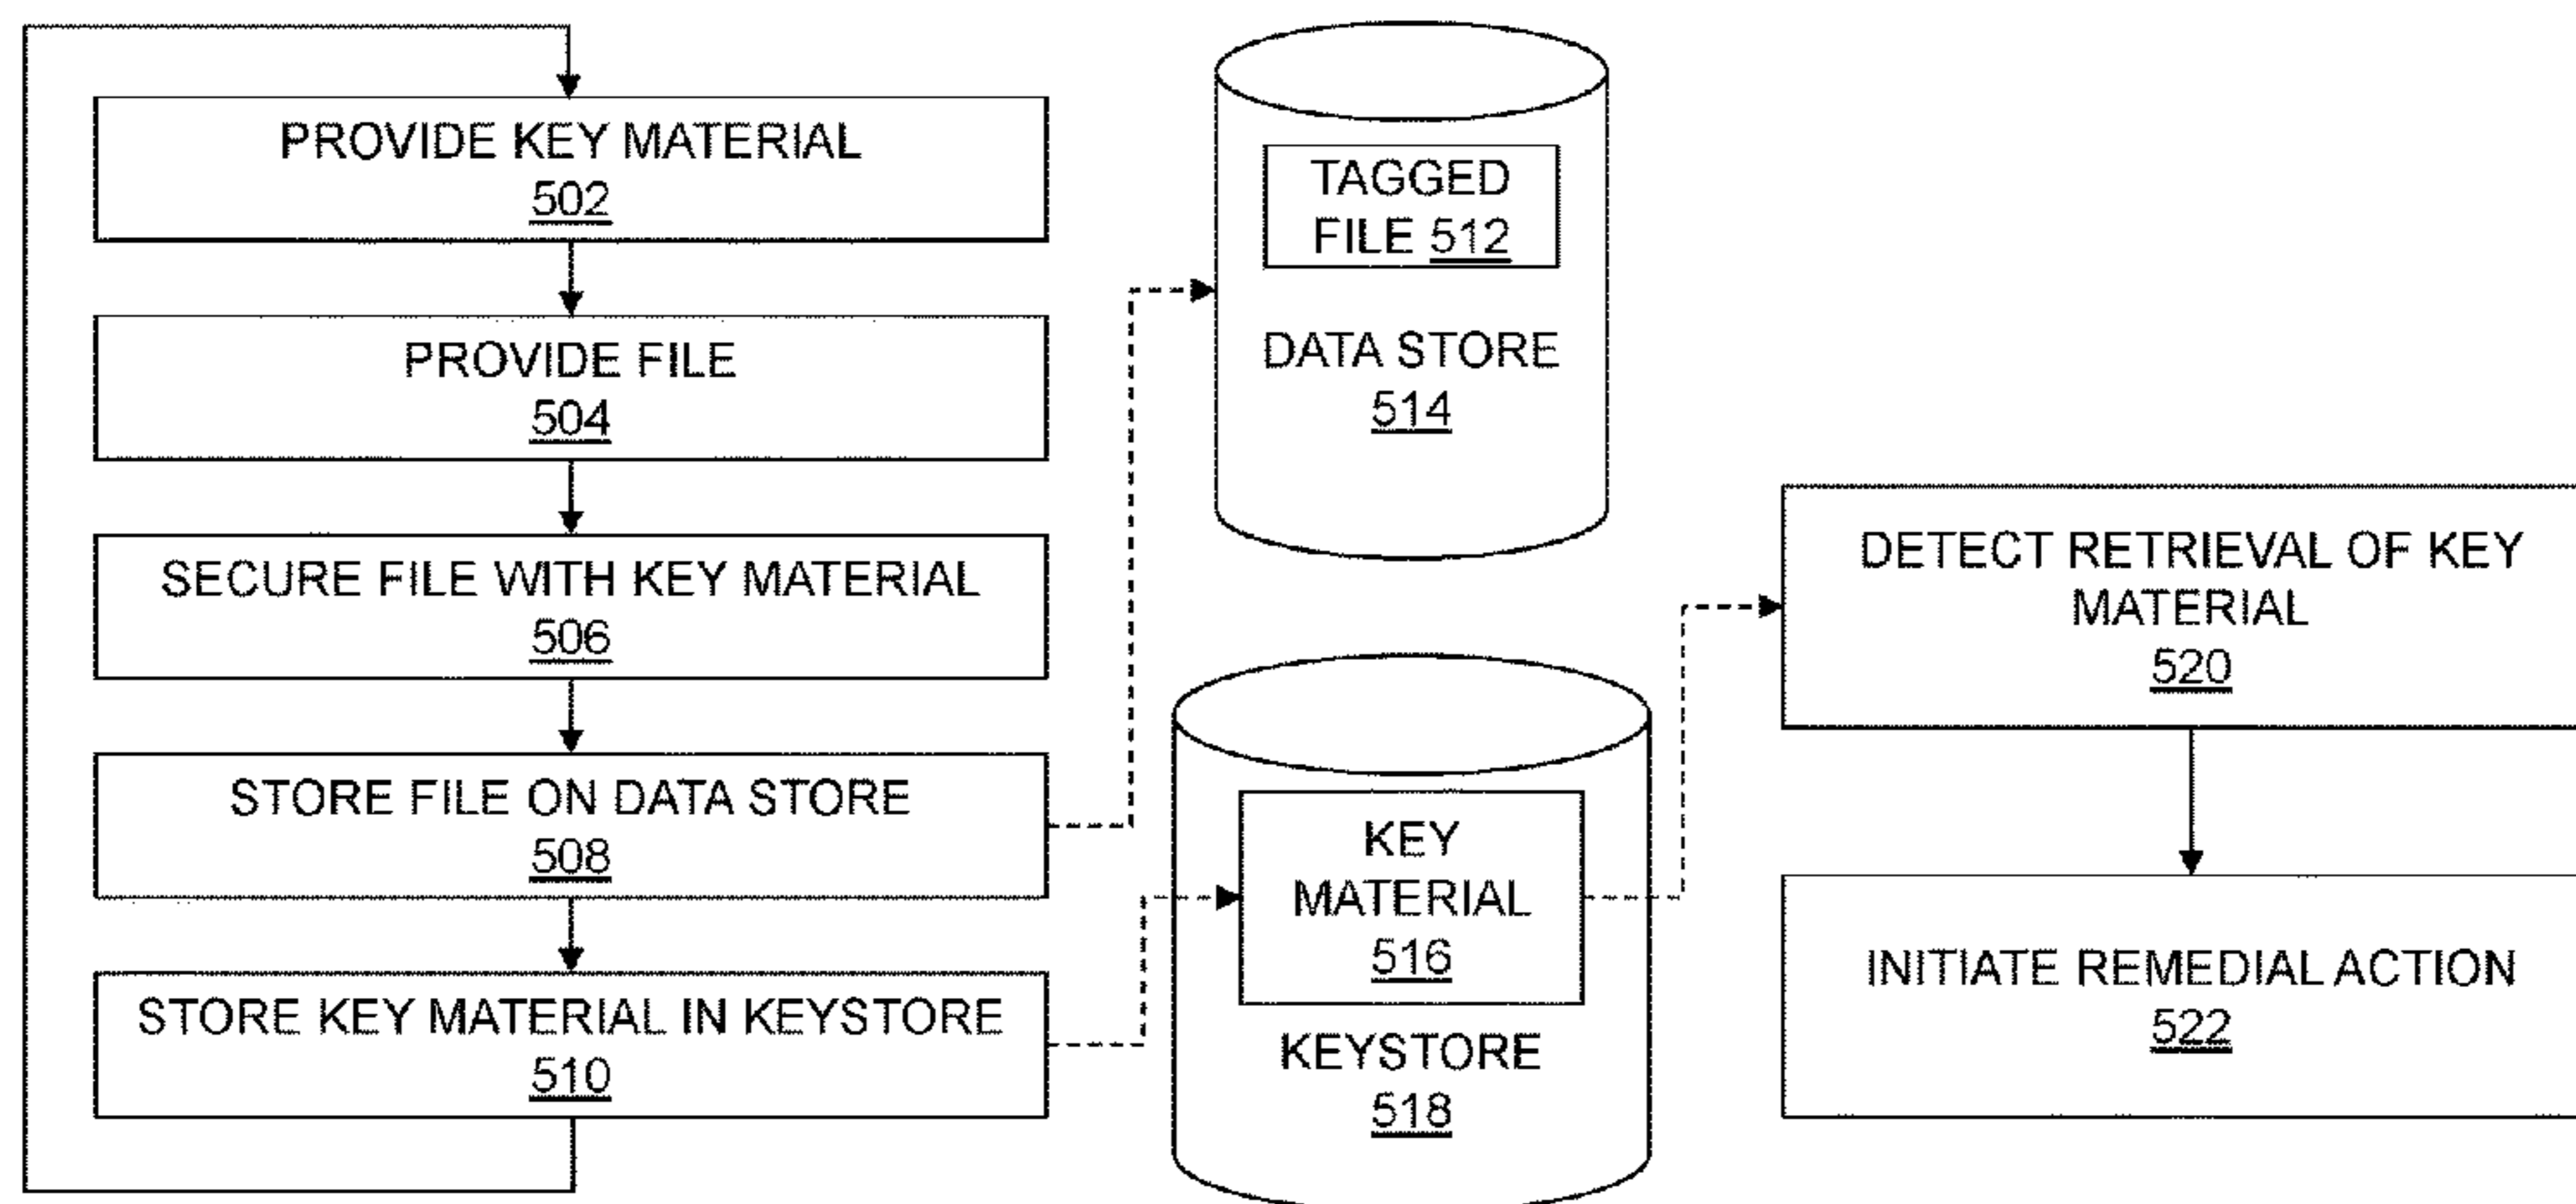 PROVIDE KEY MATERIAL
502
PROVIDE FILE
504
SECURE FILE WITH KEY MATERIAL
506
STORE FILE ON DATA STORE
508
STORE KEY MATERIAL IN KEYSTORE
510
TAGGED
FILE 512
DATA STORE
514
KEY
MATERIAL
516
KEYSTORE
518
DETECT RETRIEVAL OF KEY
MATERIAL
520
INITIATE REMEDIAL ACTION
522